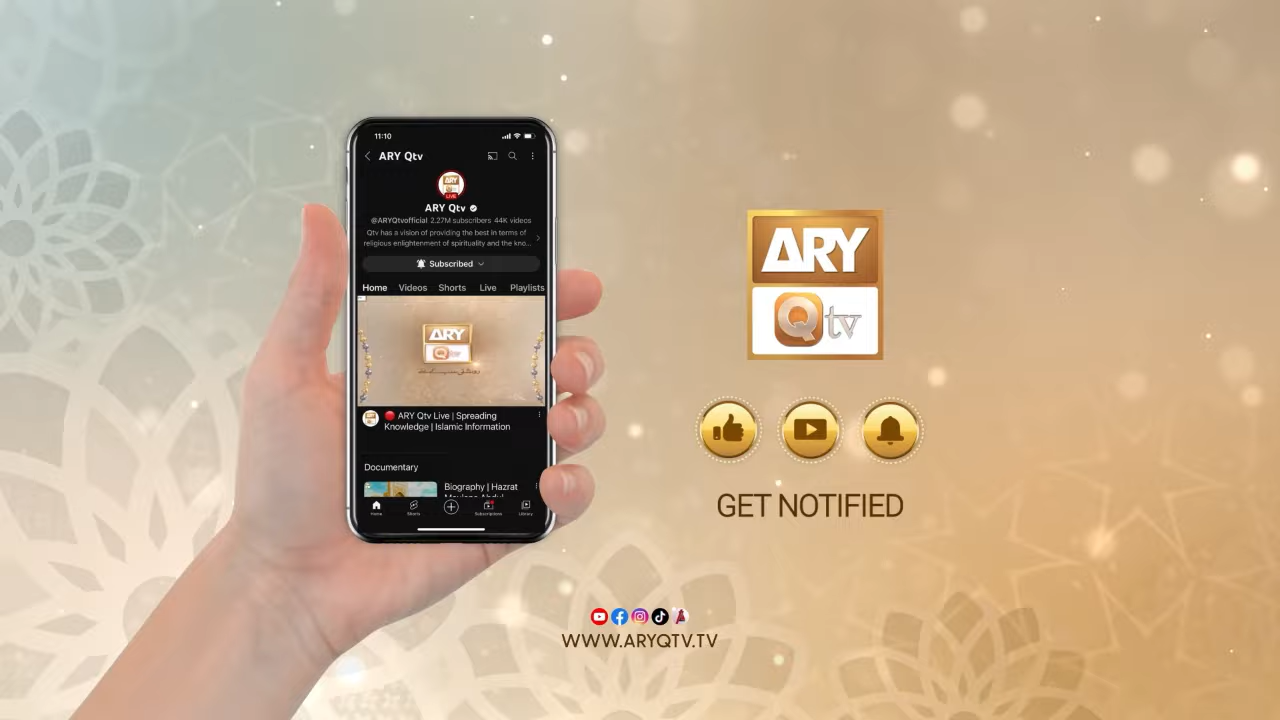 11:10
ARY Qtv
LIVE
ARY Qtv
@ARYQtvofficial 2.27M subscribers 44K videos
Qtv has a vision of providing the best in terms of
religious enlightenment of spirituality and the kno...
Subscribed
Home Videos Shorts Live Playlists
ARY
Qtv
ARY Qtv Live | Spreading
Knowledge | Islamic Information
Documentary
Biography | Hazrat
Home Shorts Subscriptions Library
ARY
Qtv
GET NOTIFIED
WWW.ARYQTV.TV